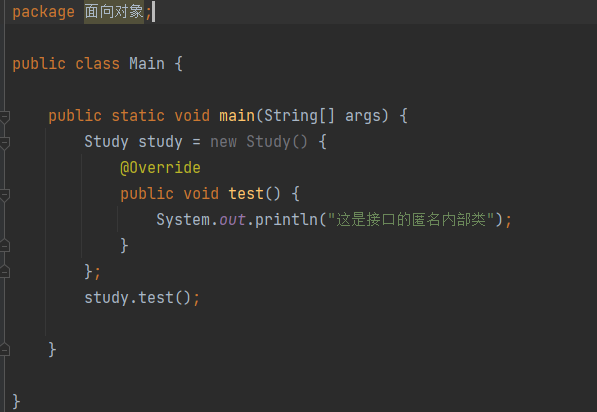 package 面向对象;
public class Main {
public static void main(String[] args) {
Study study = new Study() {
@Override
public void test() {
System.out.println("这是接口的匿名内部类");
}
};
study.test();
}
}